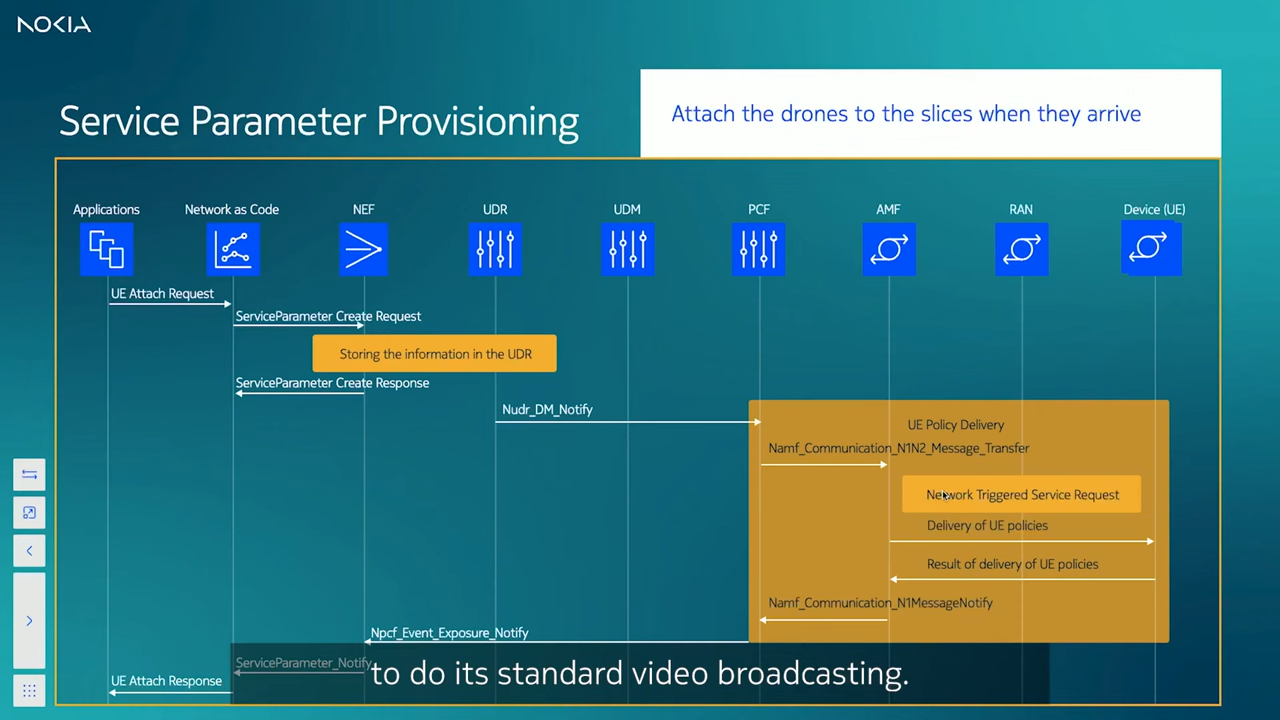 NOKIA
Service Parameter Provisioning
Attach the drones to the slices when they arrive
Applications
Network as Code
NEF
UDR
UDM
PCF
AMF
RAN
Device (UE)
UE Attach Request
ServiceParameter Create Request
Storing the information in the UDR
ServiceParameter Create Response
Nudr_DM_Notify
UE Policy Delivery
Namf_Communication_N1N2_Message_Transfer
Network Triggered Service Request
Delivery of UE policies
Result of delivery of UE policies
Namf_Communication_N1MessageNotify
Npcf_Event_Exposure_Notify
ServiceParameter_Notify
UE Attach Response
to do its standard video broadcasting.